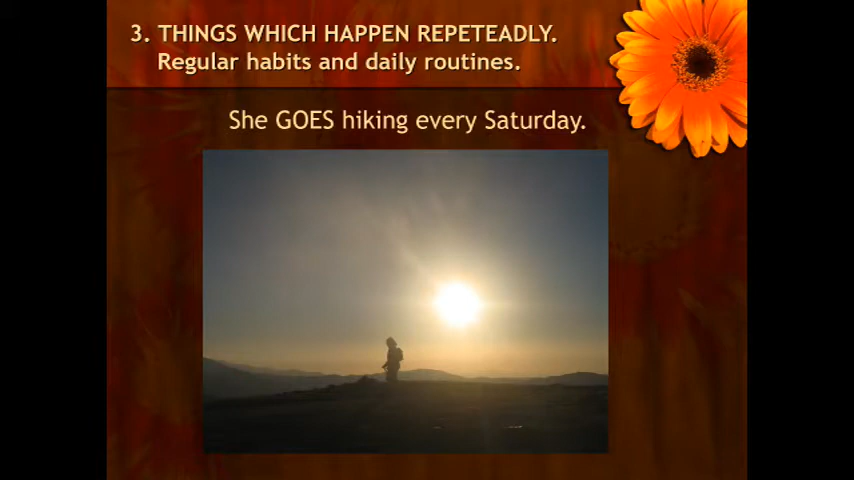 3. THINGS WHICH HAPPEN REPETEADLY.
Regular habits and daily routines.
She GOES hiking every Saturday.